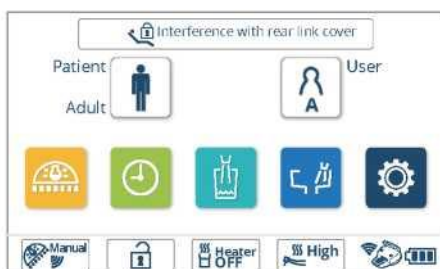 Interference with rear link cover
Patient
User
Adult
A
Manual
Heater
OFF
High